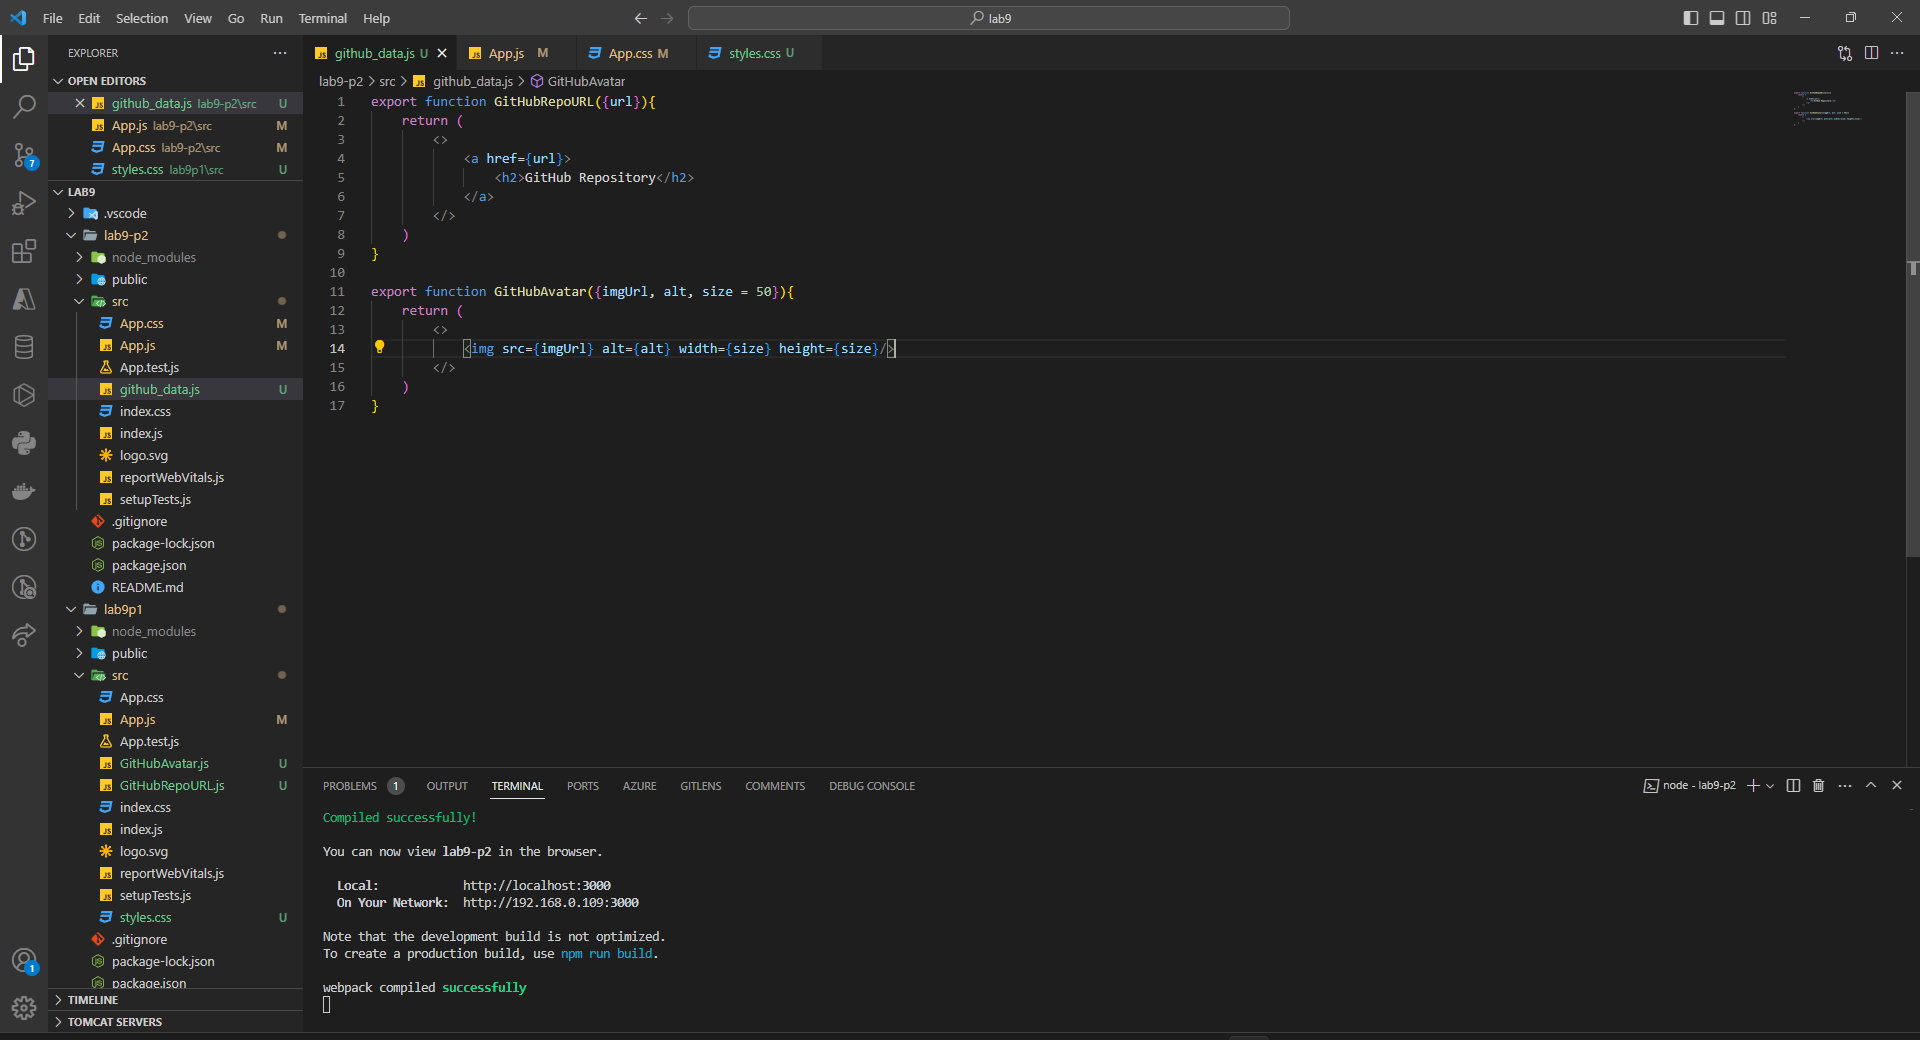 File Edit Selection View Go Run Terminal Help
lab9
EXPLORER
OPEN EDITORS
github_data.js lab9-p2\src U
App.js lab9-p2\src M
App.css lab9-p2\src M
styles.css lab9p1\src U
LAB9
.vscode
lab9-p2
node_modules
public
src
App.css M
App.js M
App.test.js
github_data.js U
index.css
index.js
logo.svg
reportWebVitals.js
setupTests.js
.gitignore
package-lock.json
package.json
README.md
lab9p1
node_modules
public
src
App.css
App.js M
App.test.js
GitHubAvatar.js U
GitHubRepoURL.js U
index.css
index.js
logo.svg
reportWebVitals.js
setupTests.js
styles.css U
.gitignore
package-lock.json
package.json
TIMELINE
TOMCAT SERVERS
7
1
github_data.js U App.js M App.css M styles.css U
lab9-p2 > src > github_data.js > GitHubAvatar
1 export function GitHubRepoURL({url}){
2 return (
3 <>
4 <a href={url}>
5 <h2>GitHub Repository</h2>
6 </a>
7 </>
8 )
9 }
10
11 export function GitHubAvatar({imgUrl, alt, size = 50}){
12 return (
13 <>
14 <img src={imgUrl} alt={alt} width={size} height={size}/>
15 </>
16 )
17 }
PROBLEMS 1 OUTPUT TERMINAL PORTS AZURE GITLENS COMMENTS DEBUG CONSOLE
node - lab9-p2
Compiled successfully!
You can now view lab9-p2 in the browser.
Local: http://localhost:3000
On Your Network: http://192.168.0.109:3000
Note that the development build is not optimized.
To create a production build, use npm run build.
webpack compiled successfully